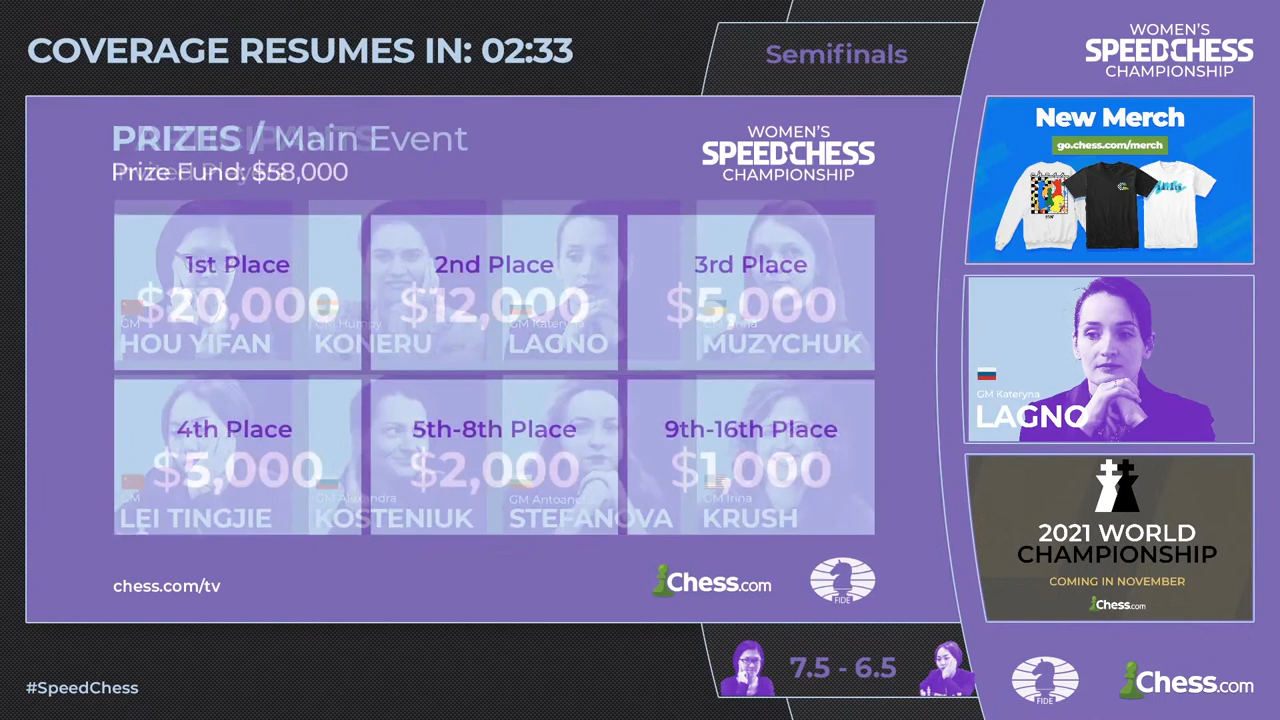 COVERAGE RESUMES IN: 02:33
Semifinals
WOMEN'S
SPEED CHESS
CHAMPIONSHIP
PRIZES / Main Event
Prize Fund: $58,000
WOMEN'S
SPEED CHESS
CHAMPIONSHIP
1st Place
$20,000
2nd Place
$12,000
3rd Place
$5,000
GM
HOU YIFAN
GM Humpy
KONERU
GM Kateryna
LAGNO
GM Anna
MUZYCHUK
4th Place
$5,000
5th-8th Place
$2,000
9th-16th Place
$1,000
GM
LEI TINGJIE
GM Alexandra
KOSTENIUK
GM Antoaneta
STEFANOVA
GM Irina
KRUSH
chess.com/tv
Chess.com
FIDE
New Merch
go.chess.com/merch
GM Kateryna
LAGNO
2021 WORLD
CHAMPIONSHIP
COMING IN NOVEMBER
Chess.com
#SpeedChess
7.5 - 6.5
FIDE
Chess.com